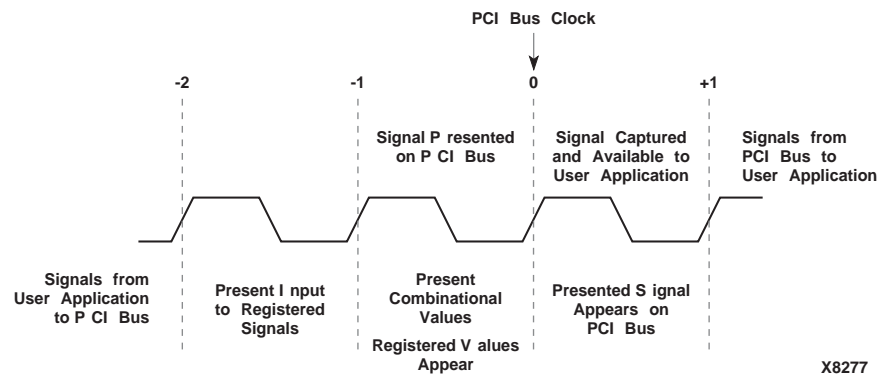 PCI Bus Clock
-2
-1
0
+1
Signal P resented
on P CI Bus
Signal Captured
and Available to
User Application
Signals from
PCI Bus to
User Application
Signals from
User Application
to P CI Bus
Present I nput
to Registered
Signals
Present
Combinational
Values
Registered V alues
Appear
Presented S ignal
Appears on
PCI Bus
X8277